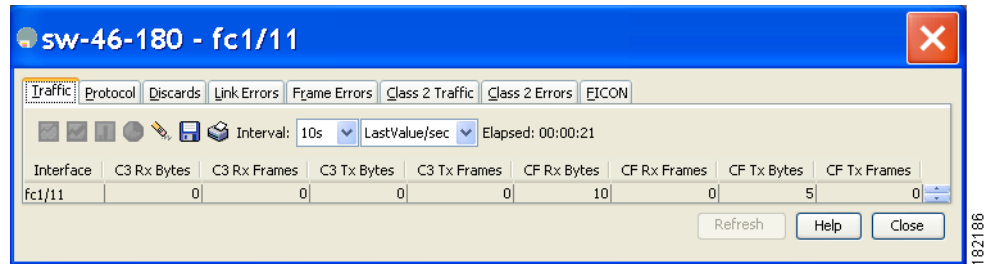 sw-46-180 - fc1/11
Traffic Protocol Discards Link Errors Frame Errors Class 2 Traffic Class 2 Errors FICON
Interval: 10s LastValue/sec Elapsed: 00:00:21
Interface C3 Rx Bytes C3 Rx Frames C3 Tx Bytes C3 Tx Frames CF Rx Bytes CF Rx Frames CF Tx Bytes CF Tx Frames
fc1/11 0 0 0 0 10 0 5 0
Refresh Help Close
182186